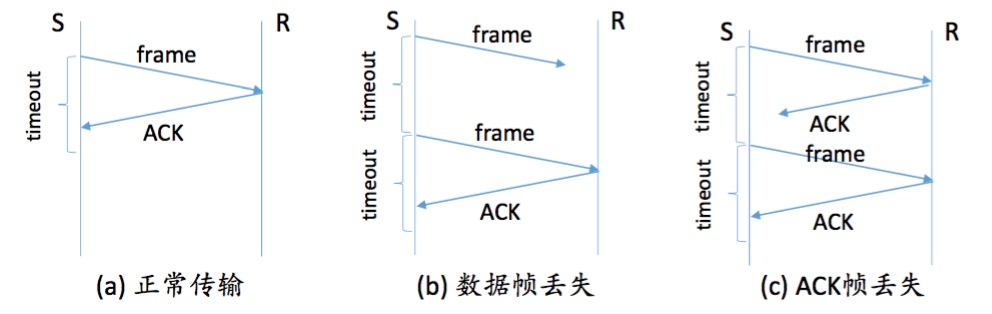 S
R
frame
timeout
ACK
(a) 正常传输
S
R
frame
timeout
frame
timeout
ACK
(b) 数据帧丢失
S
R
frame
timeout
ACK
frame
timeout
ACK
(c) ACK帧丢失